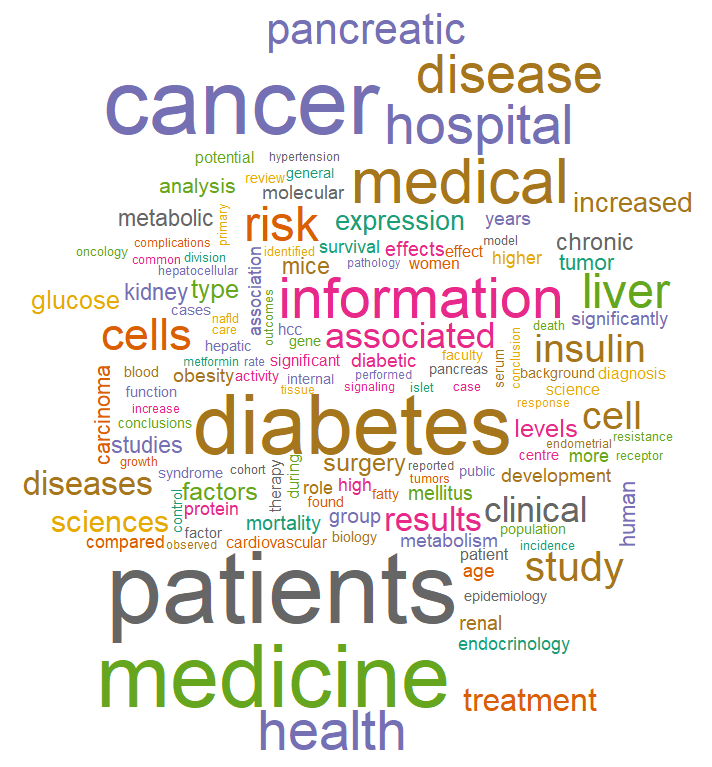 pancreatic
disease
cancer
hospital
potential
hypertension
general
review
analysis
molecular
medical
increased
metabolic
primary
risk
expression
years
complications
oncology
common
division
identified
survival
effects
effect
model
chronic
hepatocellular
association
mice
pathology
women
higher
tumor
glucose
kidney
type
outcomes
information
liver
cases
nafld
care
hcc
gene
associated
death
significantly
cells
hepatic
insulin
metformin
rate
significant
diabetic
faculty
pancreas
serum
conclusion
background
diagnosis
carcinoma
blood
obesity
activity
internal
performed
signaling
islet
case
science
function
tissue
response
increase
conclusions
diabetes
levels
cell
studies
endometrial
resistance
growth
centre
more
receptor
syndrome
cohort
therapy
during
surgery
reported
public
development
diseases
factors
role
high
fatty
tumors
mellitus
control
protein
found
clinical
human
sciences
factor
mortality
group
results
population
compared
observed
cardiovascular
biology
metabolism
incidence
patients
patient
age
study
epidemiology
renal
endocrinology
medicine
treatment
health